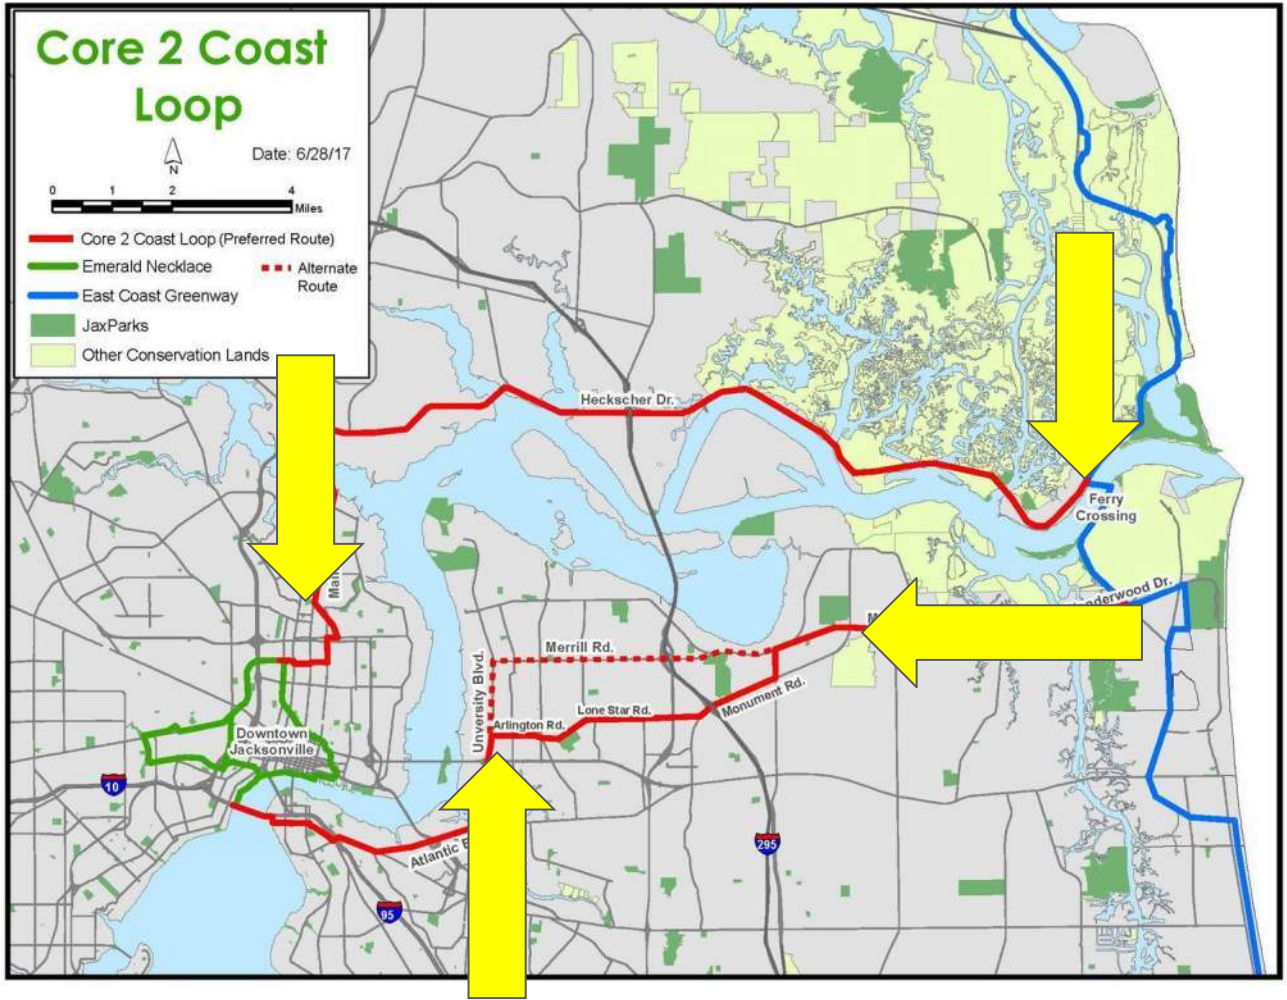 Core 2 Coast
Loop
N
Date: 6/28/17
0 1 2 4
Miles
Core 2 Coast Loop (Preferred Route)
Emerald Necklace
Alternate
Route
East Coast Greenway
JaxParks
Other Conservation Lands
Heckscher Dr.
Ferry
Crossing
Main
Merrill Rd.
Unversity Blvd.
Lone Star Rd.
Arlington Rd.
Monument Rd.
Downtown
Jacksonville
10
Atlantic
295
95